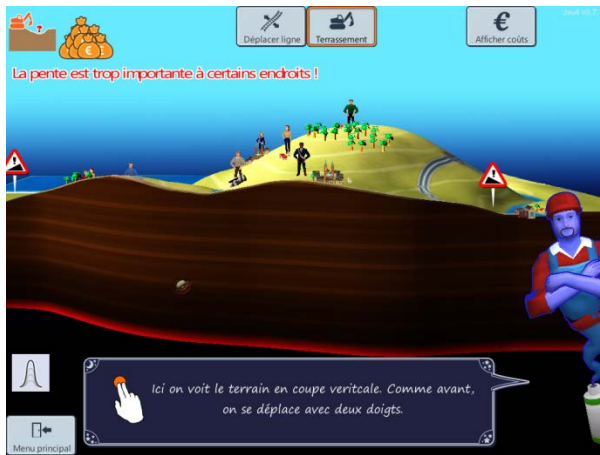 Déplacer ligne
Terrassement
€
Afficher coûts
La pente est trop importante à certains endroits !
Ici on voit le terrain en coupe veritcale. Comme avant,
on se déplace avec deux doigts.
Menu principal